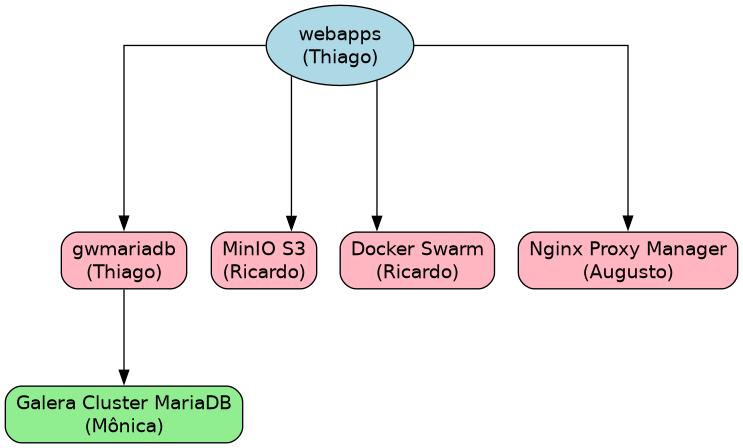 webapps
(Thiago)
gwmariadb
(Thiago)
MinIO S3
(Ricardo)
Docker Swarm
(Ricardo)
Nginx Proxy Manager
(Augusto)
Galera Cluster MariaDB
(Mônica)